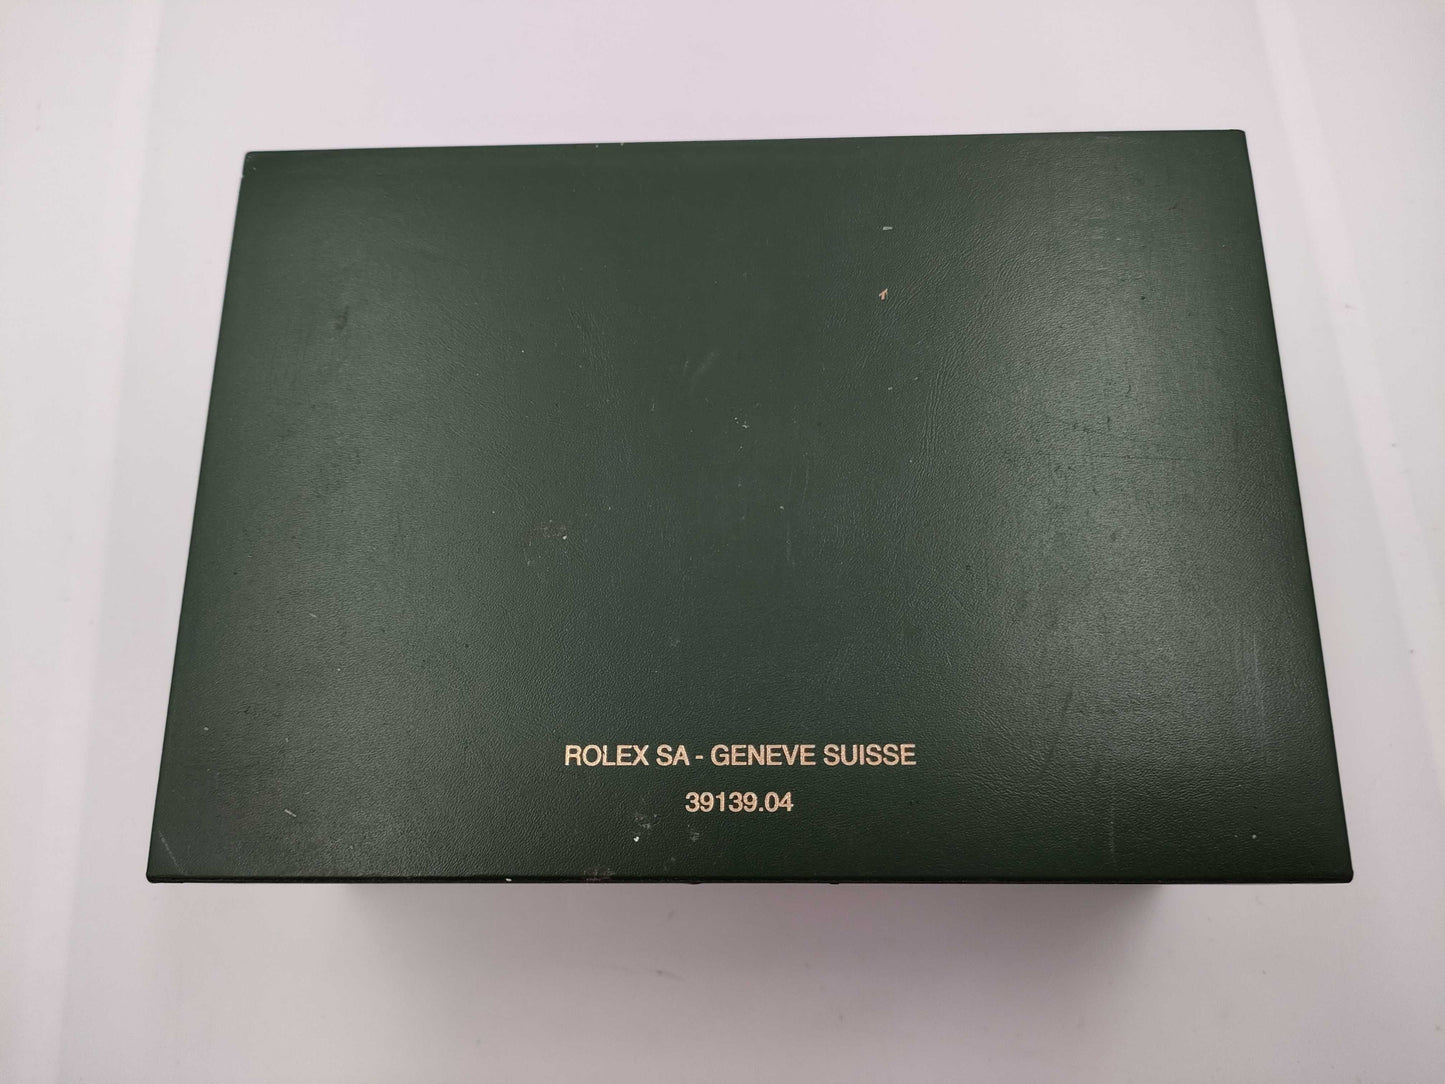 ROLEX SA - GENEVE SUISSE
39139.04